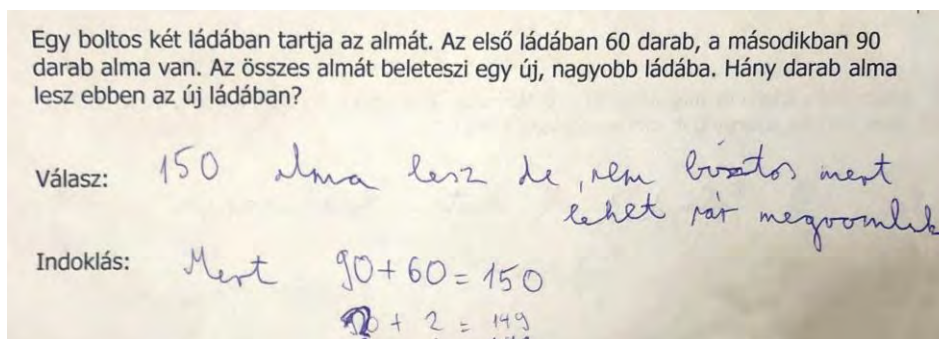 Egy boltos két ládában tartja az almát. Az első ládában 60 darab, a másodikban 90
darab alma van. Az összes almát beleteszi egy új, nagyobb ládába. Hány darab alma
lesz ebben az új ládában?
Válasz: 150 alma lesz de, nem biztos mert
lehet pár megromlik
Indoklás: Mert 90+60=150
+ 2 = 149